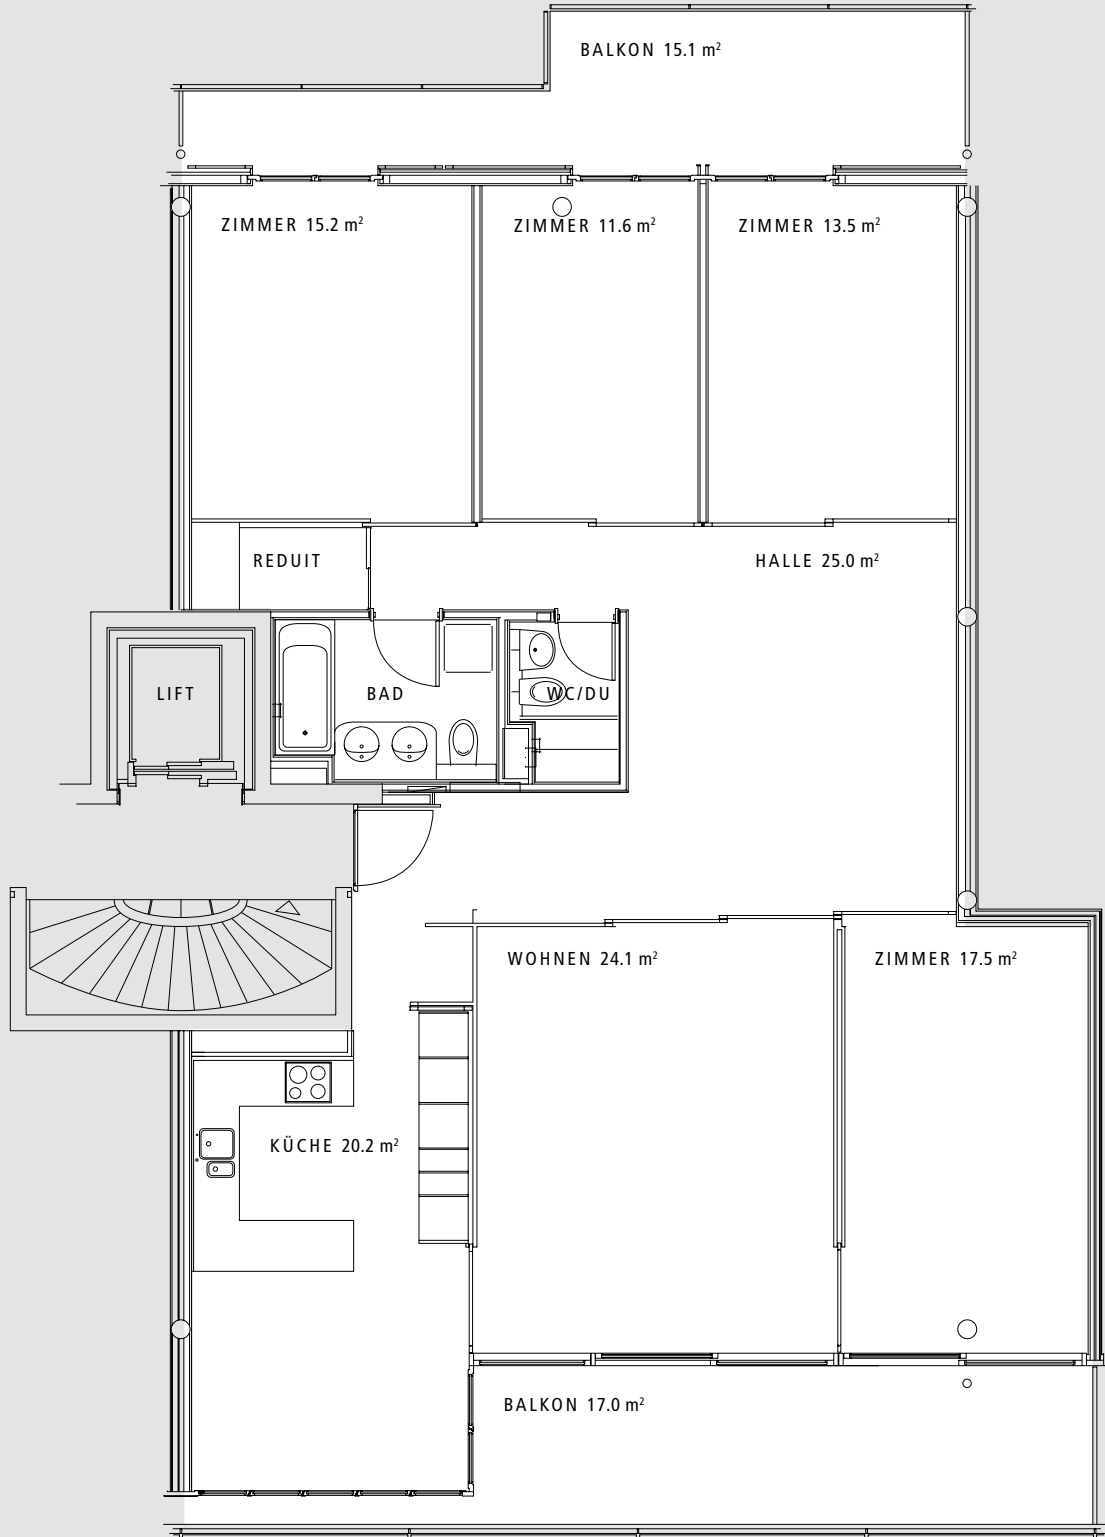 BALKON 15.1 m²
ZIMMER 15.2 m²
ZIMMER 11.6 m²
ZIMMER 13.5 m²
REDUIT
HALLE 25.0 m²
LIFT
BAD
WC/DU
WOHNEN 24.1 m²
ZIMMER 17.5 m²
KÜCHE 20.2 m²
BALKON 17.0 m²